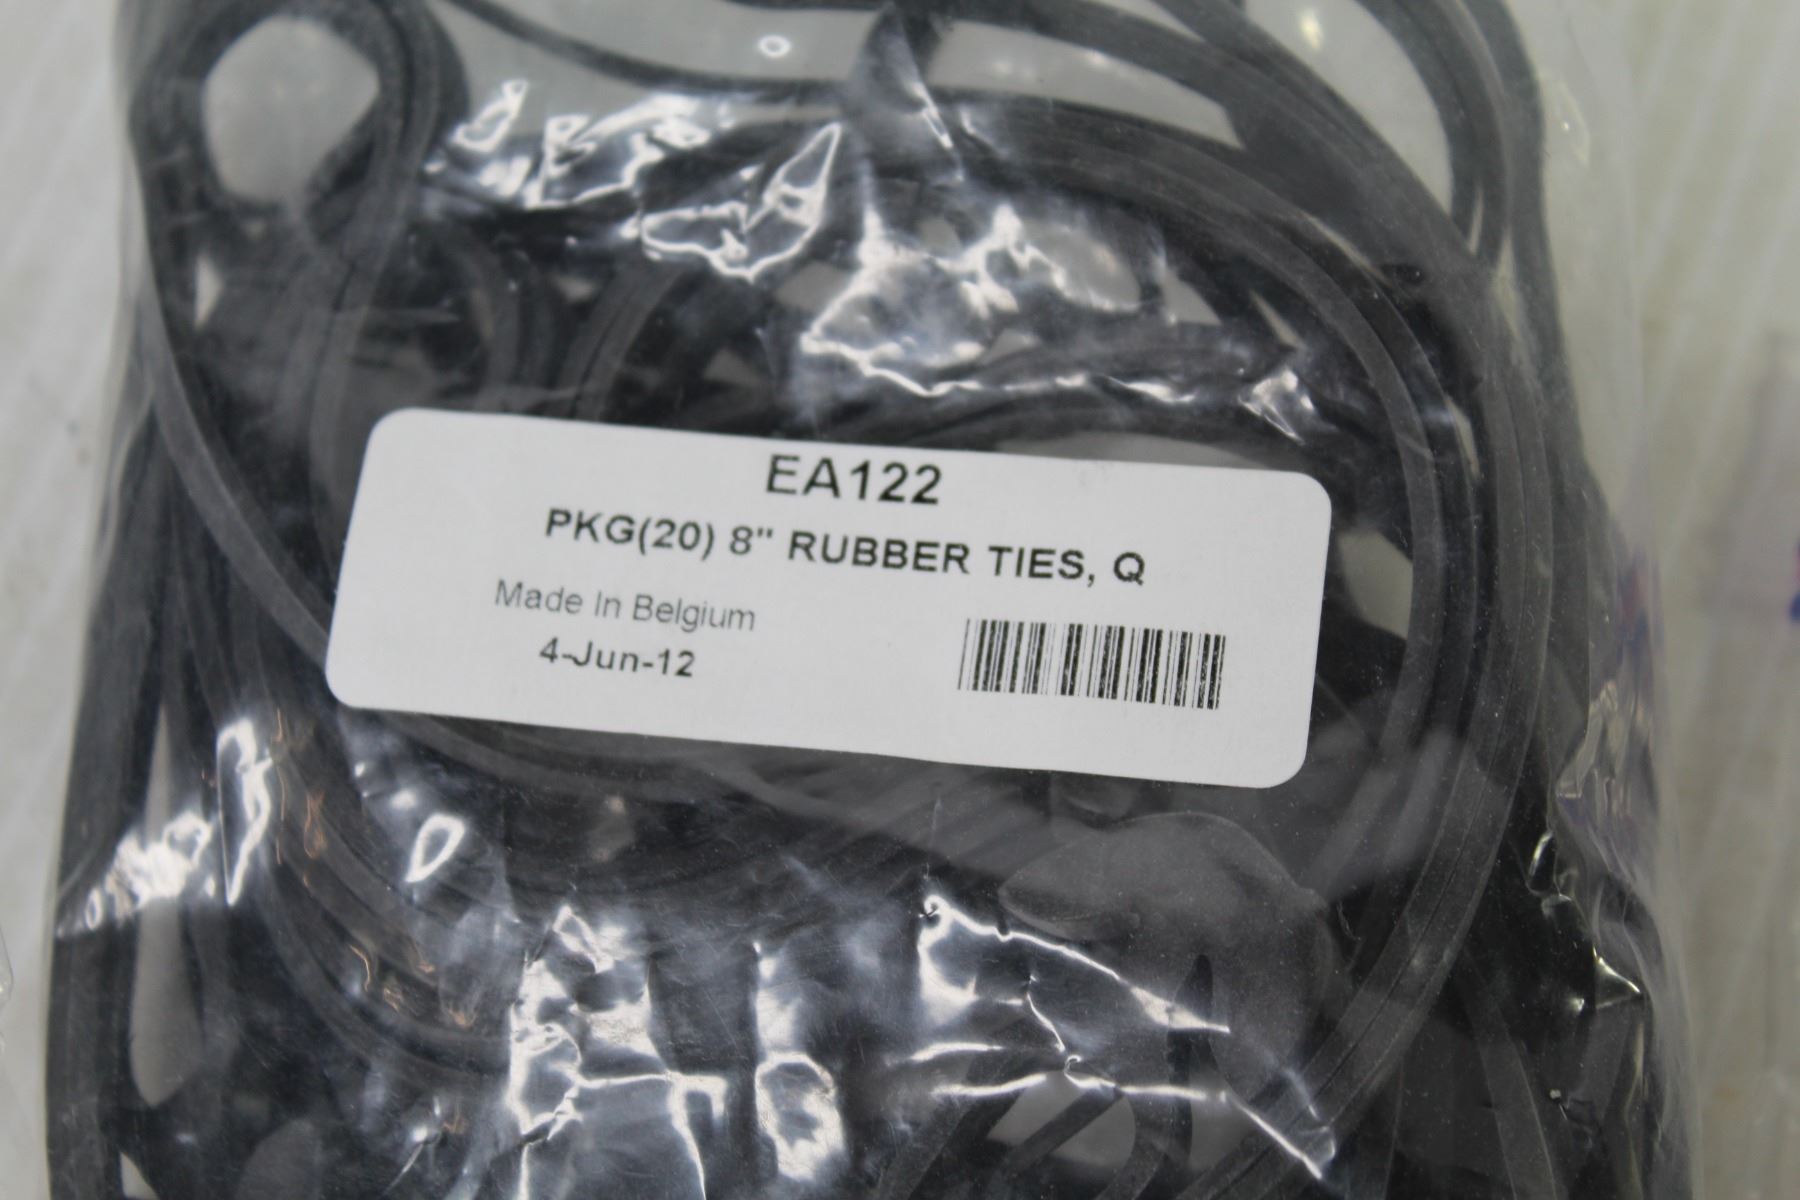 EA122
PKG(20) 8" RUBBER TIES, Q
Made In Belgium
4-Jun-12